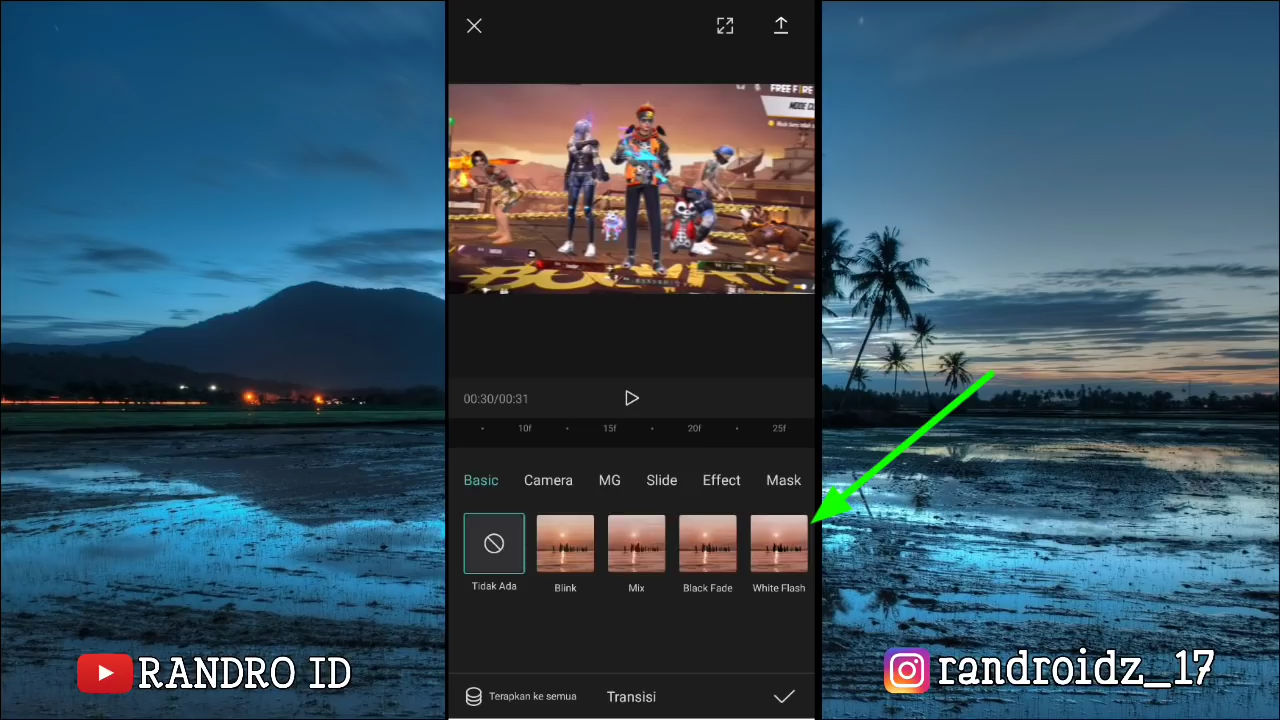 FREE FIRE
00:30/00:31
10f 15f 20f 25f
Basic Camera MG Slide Effect Mask
Tidak Ada Blink Mix Black Fade White Flash
RANDRO ID
randroidz_17
Terapkan ke semua Transisi